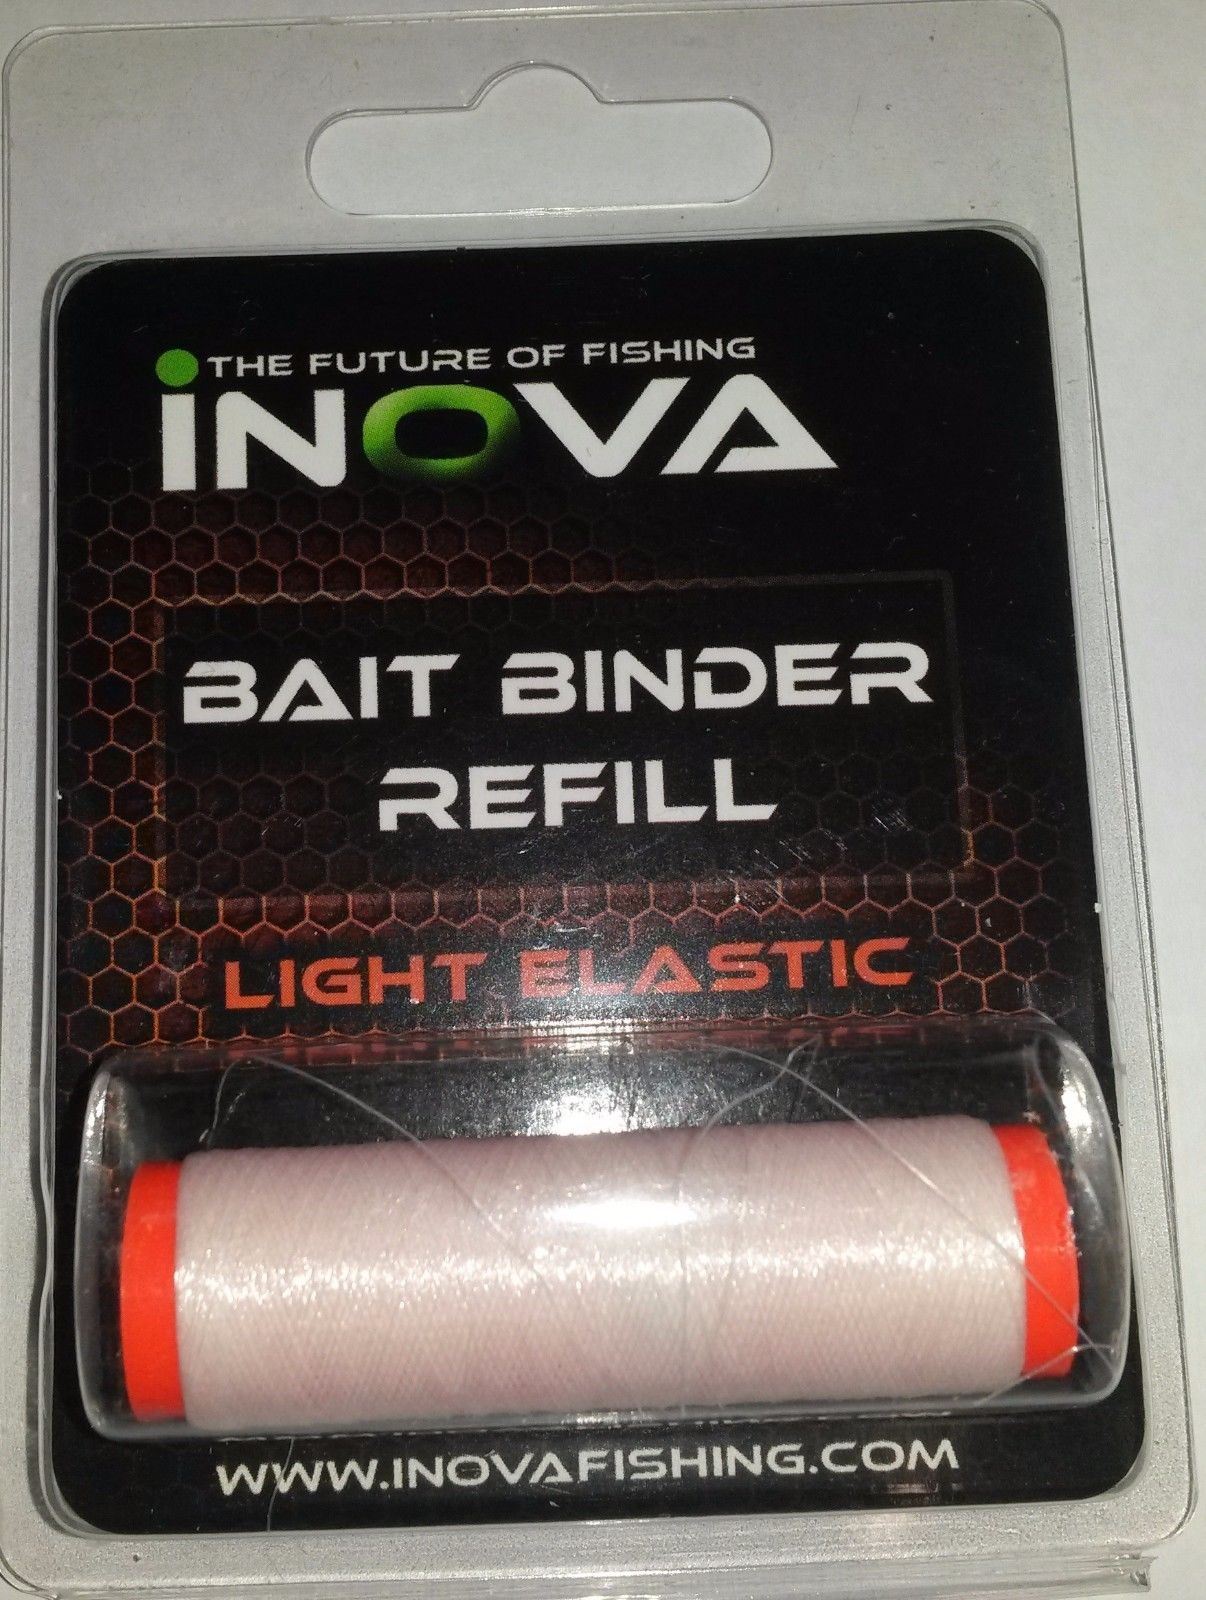 THE FUTURE OF FISHING
iNOVA
BAIT BINDER
REFILL
LIGHT ELASTIC
WWW.INOVAFISHING.COM